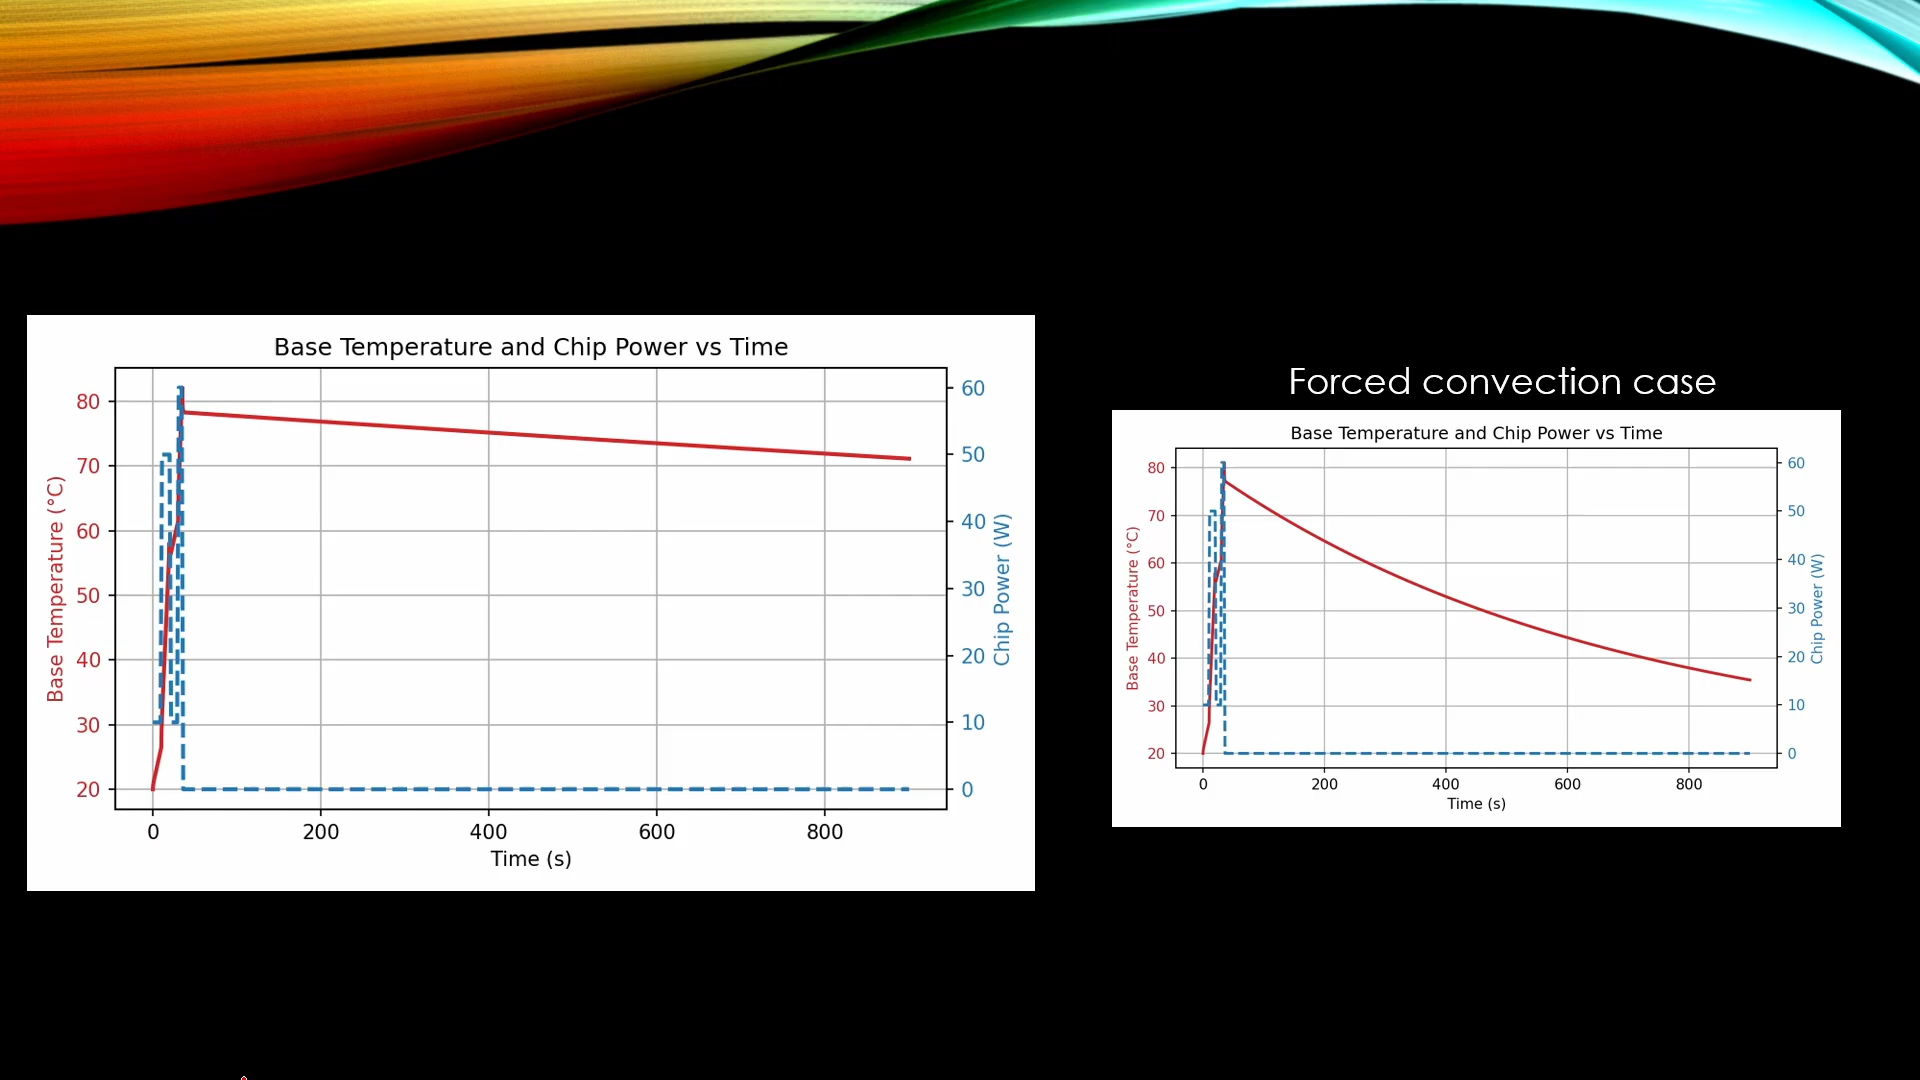 Base Temperature and Chip Power vs Time
80
70
60
50
40
30
20
Base Temperature (°C)
60
50
40
30
20
10
0
Chip Power (W)
0 200 400 600 800
Time (s)
Forced convection case
Base Temperature and Chip Power vs Time
80
70
60
50
40
30
20
Base Temperature (°C)
60
50
40
30
20
10
0
Chip Power (W)
0 200 400 600 800
Time (s)